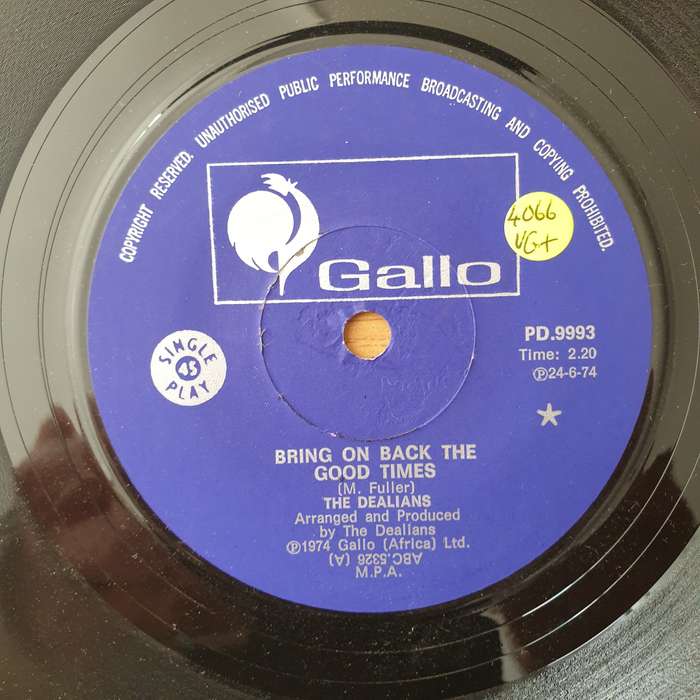 COPYRIGHT RESERVED. UNAUTHORISED PUBLIC PERFORMANCE BROADCASTING AND COPYING PROHIBITED.
Gallo
4066
VG+
PD.9993
Time: 2.20
Ⓟ24-6-74
SINGLE
45
PLAY
BRING ON BACK THE
GOOD TIMES
(M. Fuller)
THE DEALIANS
Arranged and Produced
by The Dealians
Ⓟ1974 Gallo (Africa) Ltd.
ABC.5326 (A)
M.P.A.